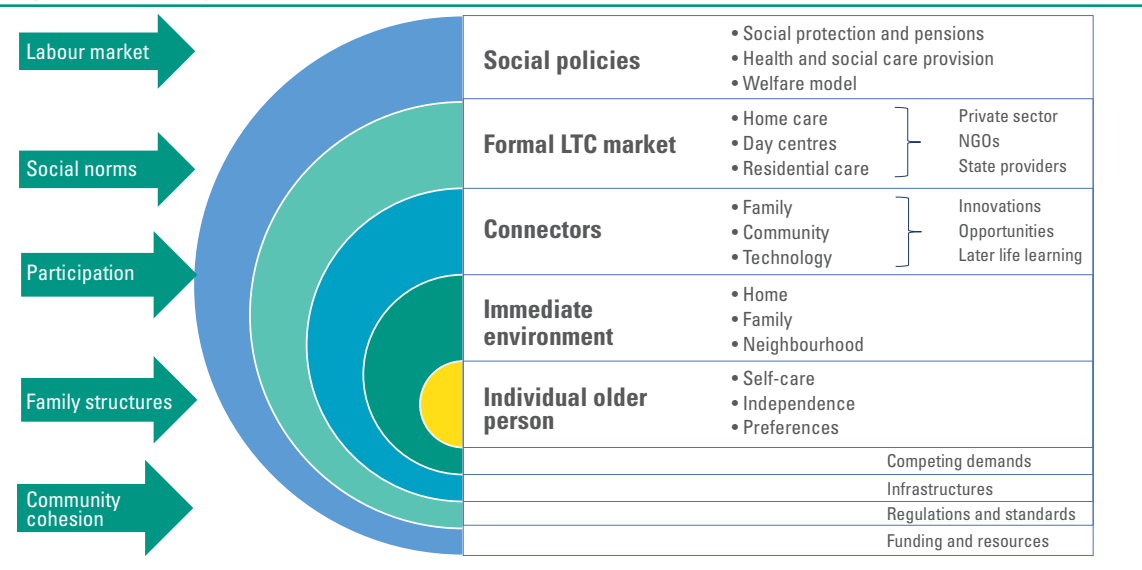 Labour market
Social norms
Participation
Family structures
Community
cohesion
Social policies
• Social protection and pensions
• Health and social care provision
• Welfare model
Formal LTC market
• Home care
• Day centres
• Residential care
Private sector
NGOs
State providers
Connectors
• Family
• Community
• Technology
Innovations
Opportunities
Later life learning
Immediate
environment
• Home
• Family
• Neighbourhood
Individual older
person
• Self-care
• Independence
• Preferences
Competing demands
Infrastructures
Regulations and standards
Funding and resources